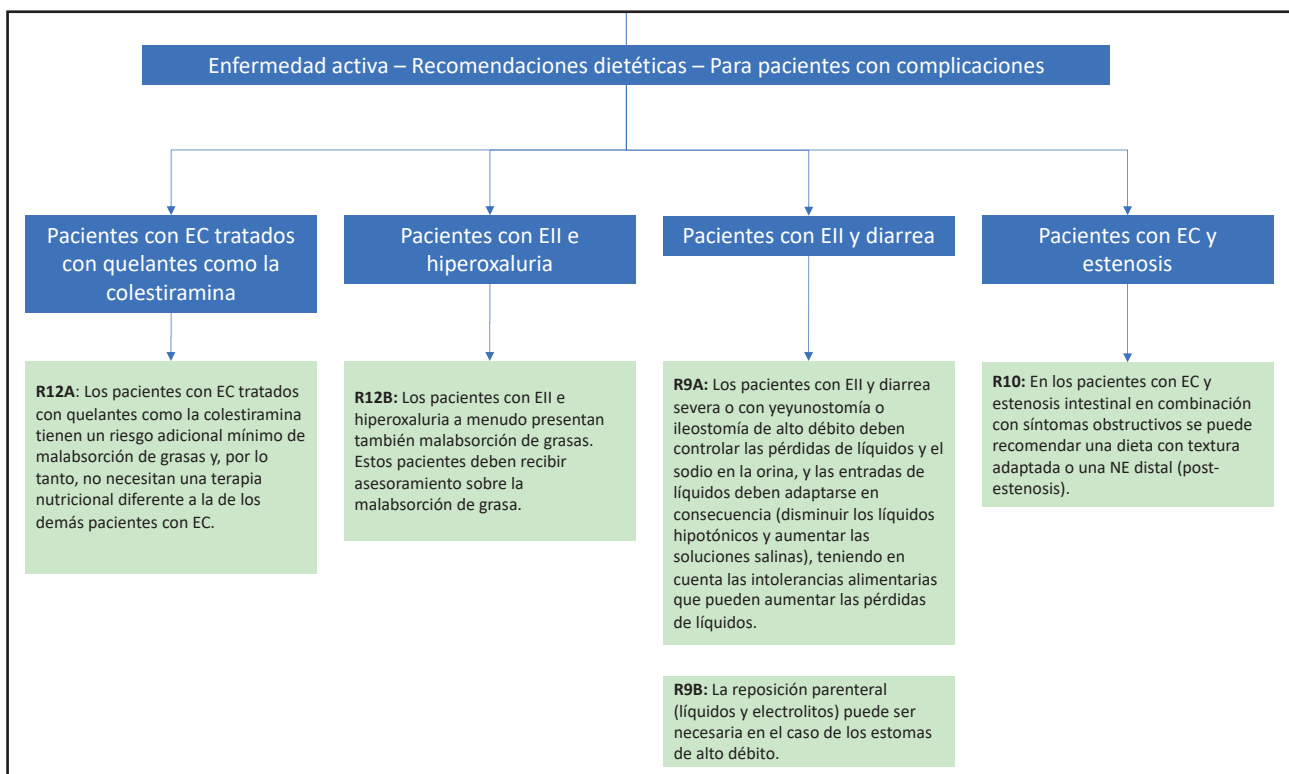 Enfermedad activa – Recomendaciones dietéticas – Para pacientes con complicaciones
Pacientes con EC tratados
con quelantes como la
colestiramina
R12A: Los pacientes con EC tratados
con quelantes como la colestiramina
tienen un riesgo adicional mínimo de
malabsorción de grasas y, por lo
tanto, no necesitan una terapia
nutricional diferente a la de los
demás pacientes con EC.
Pacientes con EII e
hiperoxaluria
R12B: Los pacientes con EII e
hiperoxaluria a menudo presentan
también malabsorción de grasas.
Estos pacientes deben recibir
asesoramiento sobre la
malabsorción de grasa.
Pacientes con EII y diarrea
R9A: Los pacientes con EII y diarrea
severa o con yeyunostomía o
ileostomía de alto débito deben
controlar las pérdidas de líquidos y el
sodio en la orina, y las entradas de
líquidos deben adaptarse en
consecuencia (disminuir los líquidos
hipotónicos y aumentar las
soluciones salinas), teniendo en
cuenta las intolerancias alimentarias
que pueden aumentar las pérdidas
de líquidos.
R9B: La reposición parenteral
(líquidos y electrolitos) puede ser
necesaria en el caso de los estomas
de alto débito.
Pacientes con EC y
estenosis
R10: En los pacientes con EC y
estenosis intestinal en combinación
con síntomas obstructivos se puede
recomendar una dieta con textura
adaptada o una NE distal (post-
estenosis).